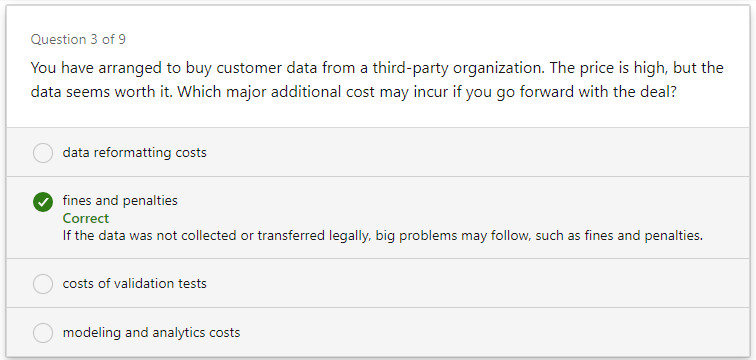 Question 3 of 9
You have arranged to buy customer data from a third-party organization. The price is high, but the
data seems worth it. Which major additional cost may incur if you go forward with the deal?
data reformatting costs
fines and penalties
Correct
If the data was not collected or transferred legally, big problems may follow, such as fines and penalties.
costs of validation tests
modeling and analytics costs